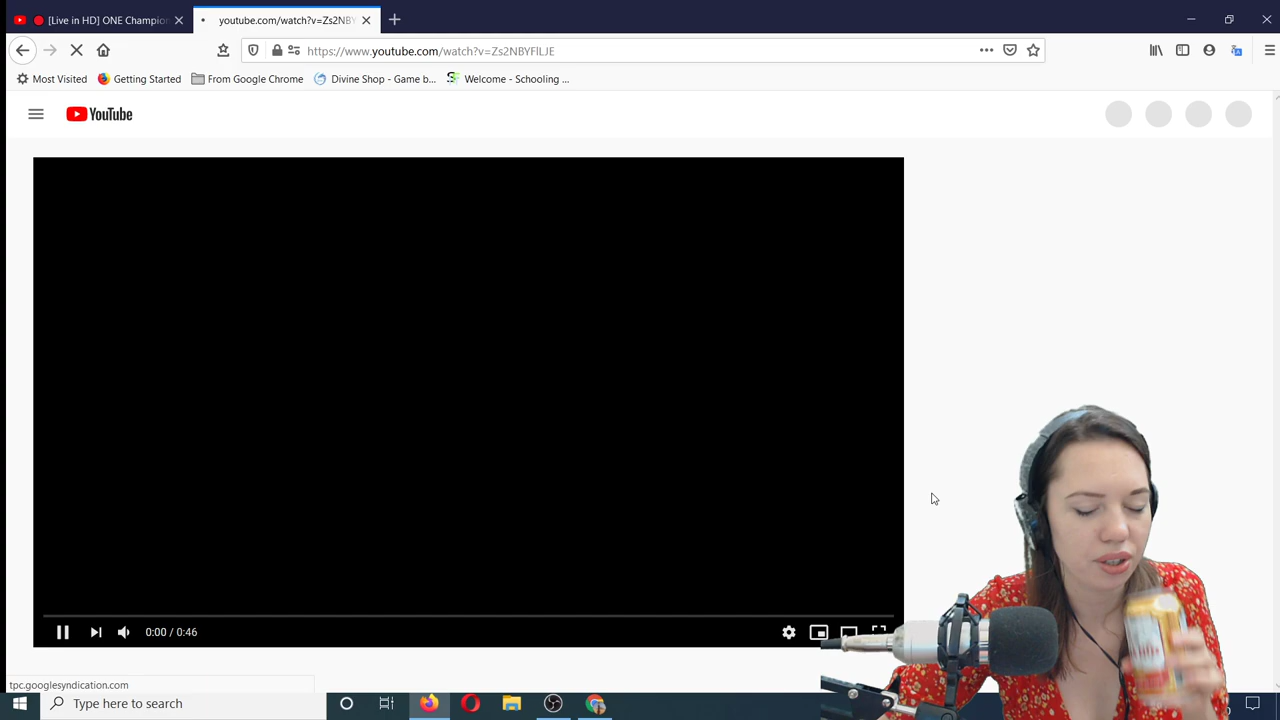 [Live in HD] ONE Champion
youtube.com/watch?v=Zs2NBY
https://www.youtube.com/watch?v=Zs2NBYFlLJE
Most Visited
Getting Started
From Google Chrome
Divine Shop - Game b...
Welcome - Schooling ...
YouTube
0:00 / 0:46
tpc.googlesyndication.com
Type here to search